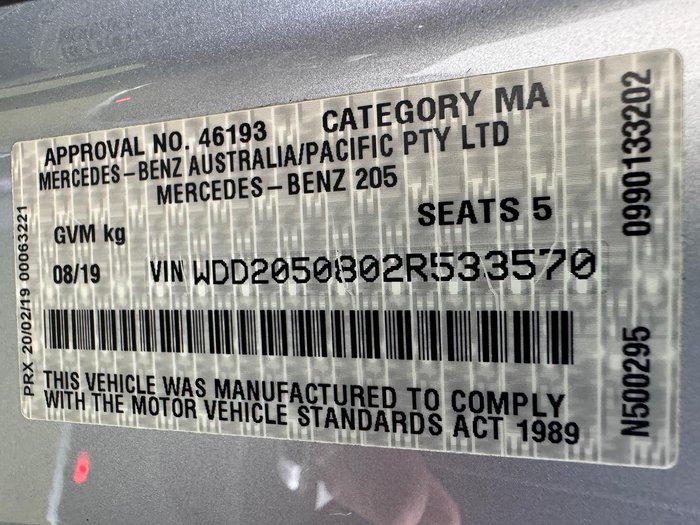 APPROVAL NO. 46193 CATEGORY MA
MERCEDES-BENZ AUSTRALIA/PACIFIC PTY LTD
MERCEDES-BENZ 205
GVM kg SEATS 5
08/19 VIN WDD2050802R533570
THIS VEHICLE WAS MANUFACTURED TO COMPLY
WITH THE MOTOR VEHICLE STANDARDS ACT 1989
PRX 20/02/19 00063221
N500295 0990133202